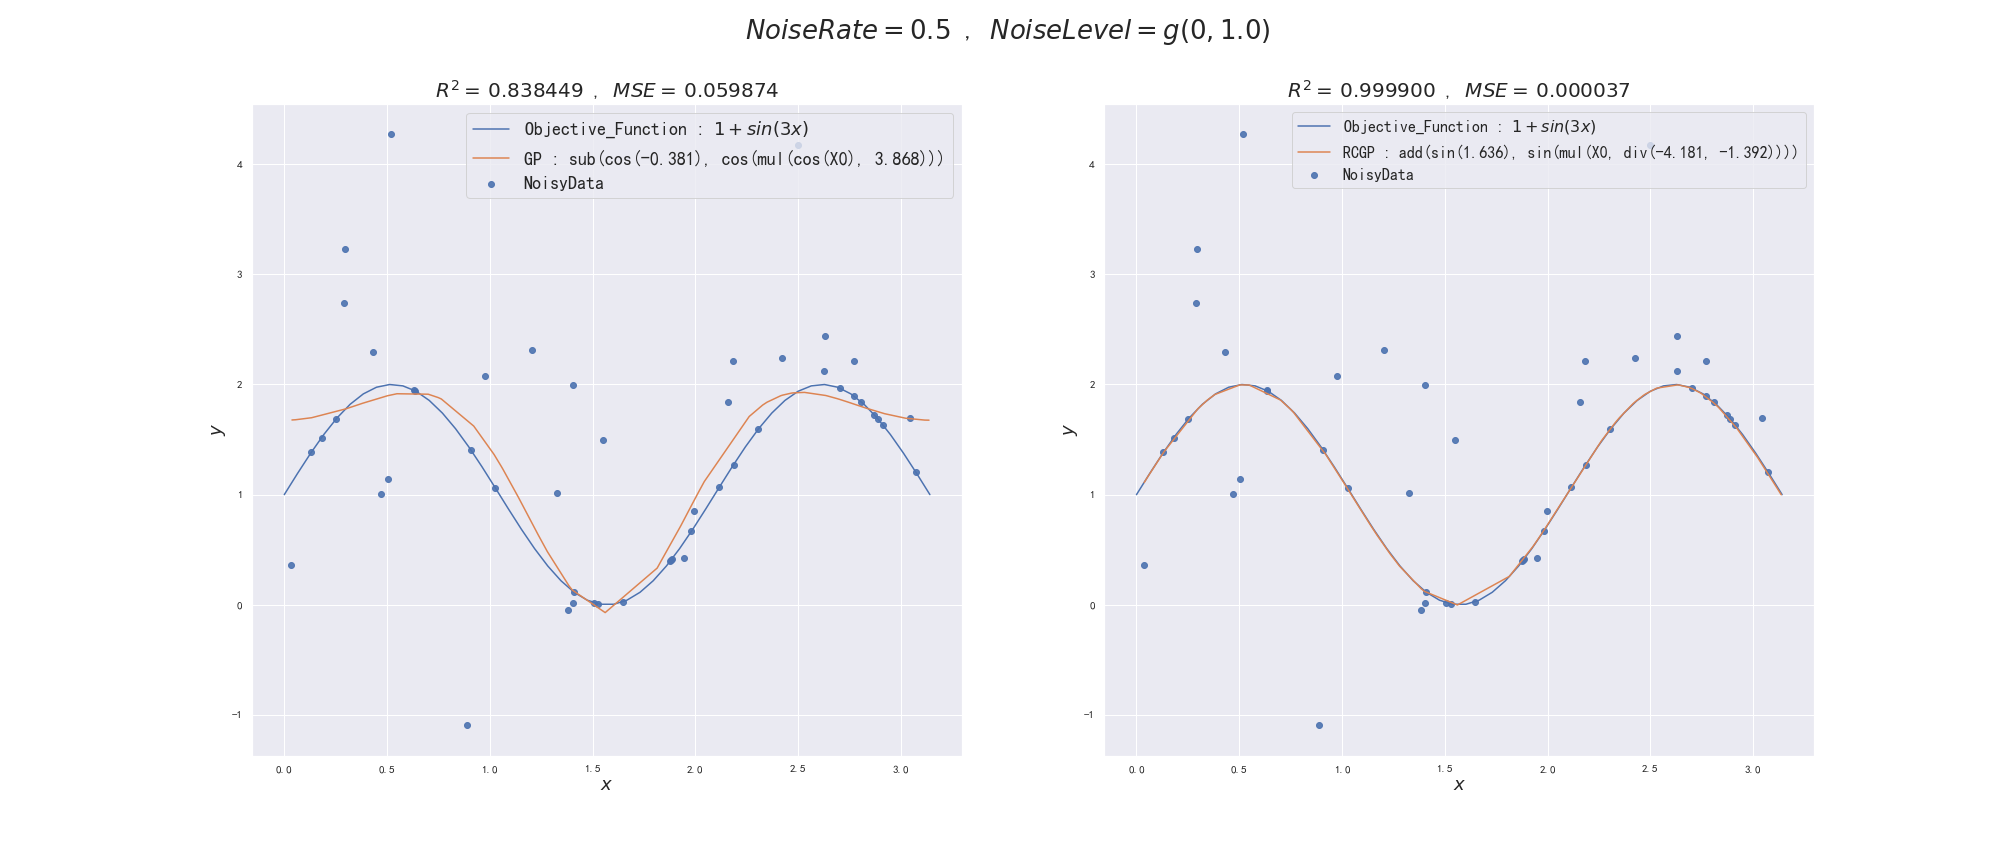 NoiseRate = 0.5 , NoiseLevel = g(0, 1.0)
R² = 0.838449 , MSE = 0.059874
Objective_Function : 1 + sin(3x)
GP : sub(cos(-0.381), cos(mul(cos(X0), 3.868)))
NoisyData
4
3
2
1
0
−1
y
0.0 0.5 1.0 1.5 2.0 2.5 3.0
x
R² = 0.999900 , MSE = 0.000037
Objective_Function : 1 + sin(3x)
RCGP : add(sin(1.636), sin(mul(X0, div(-4.181, -1.392))))
NoisyData
4
3
2
1
0
−1
y
0.0 0.5 1.0 1.5 2.0 2.5 3.0
x